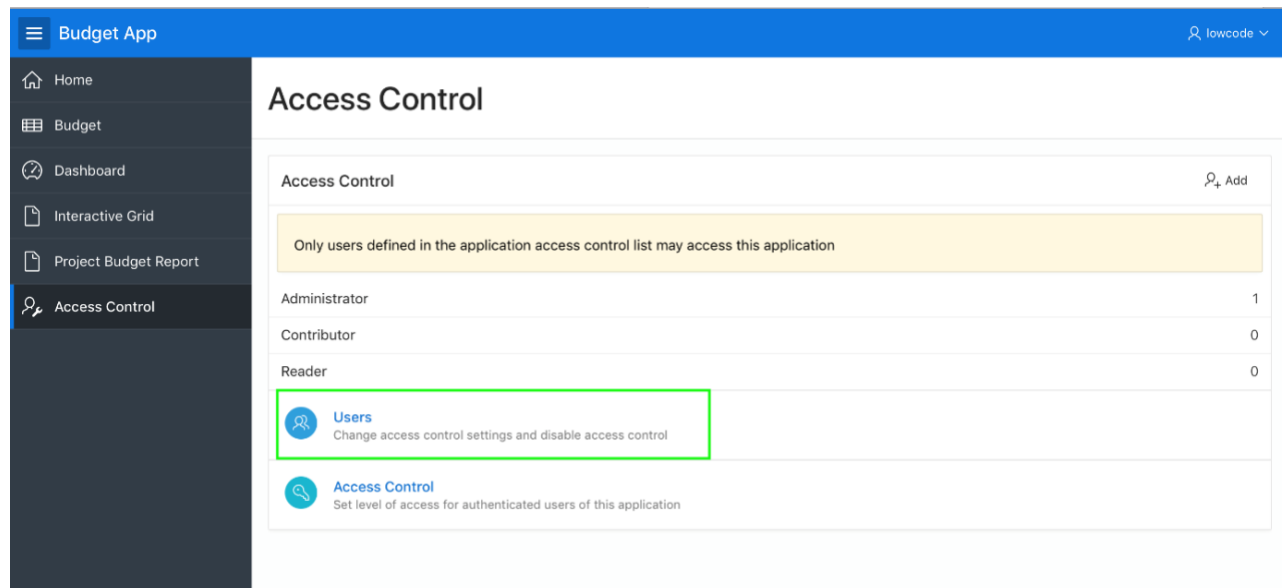 Budget App
lowcode
Home
Budget
Dashboard
Interactive Grid
Project Budget Report
Access Control
Access Control
Access Control
Add
Only users defined in the application access control list may access this application
Administrator 1
Contributor 0
Reader 0
Users
Change access control settings and disable access control
Access Control
Set level of access for authenticated users of this application